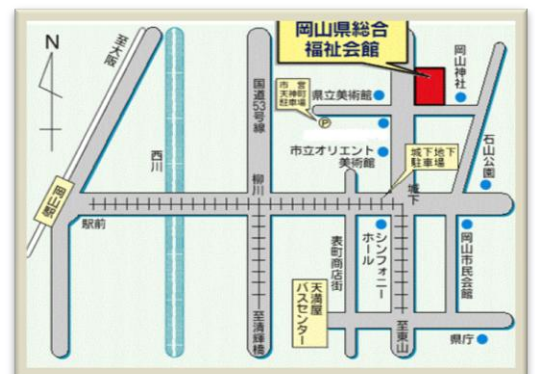 岡山県総合
福祉会館
N
至大阪
国道53号線
市営
天神町
駐車場
P
県立美術館
岡山神社
市立オリエント
美術館
城下地下
駐車場
石山公園
西川
柳川
城下
岡山駅
駅前
表町商店街
シンフォニー
ホール
岡山市民会館
天満屋
バスセンター
至清輝橋
至東山
県庁